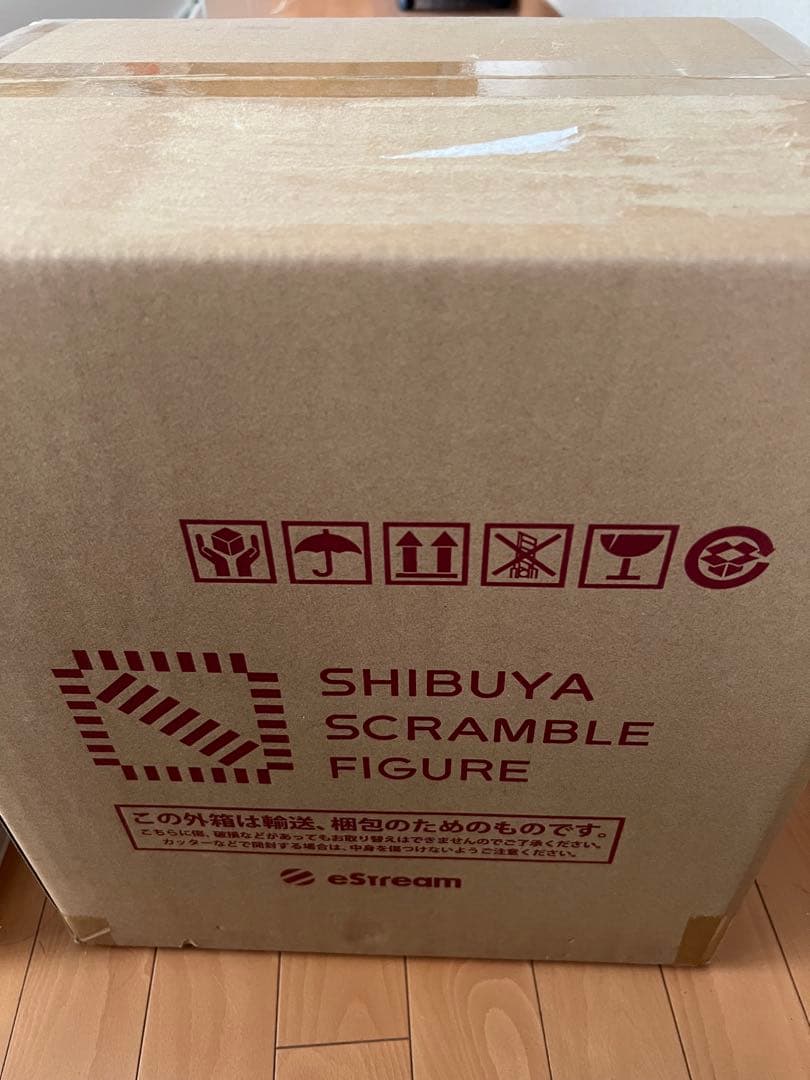 SHIBUYA
SCRAMBLE
FIGURE
この外箱は輸送、梱包のためのものです。
こちらに傷、破損などがあってもお取り替えはできませんのでご了承ください。
カッターなどで開封する場合は、中身を傷つけないようご注意ください。
eStream